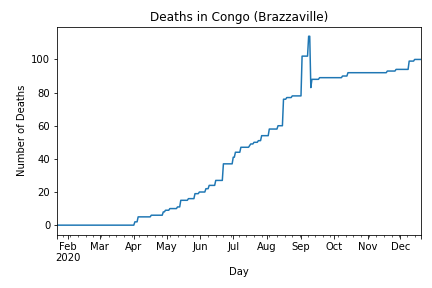 Deaths in Congo (Brazzaville)
Number of Deaths
100
80
60
40
20
0
Feb Mar Apr May Jun Jul Aug Sep Oct Nov Dec
2020
Day